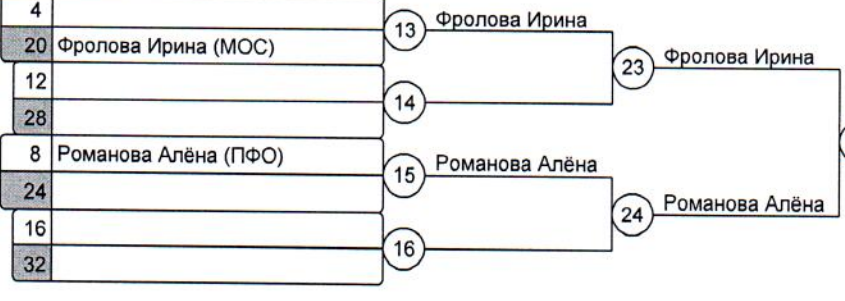 4
20 Фролова Ирина (МОС)
13 Фролова Ирина
12
28
14
23 Фролова Ирина
8 Романова Алёна (ПФО)
24
15 Романова Алёна
16
32
16
24 Романова Алёна